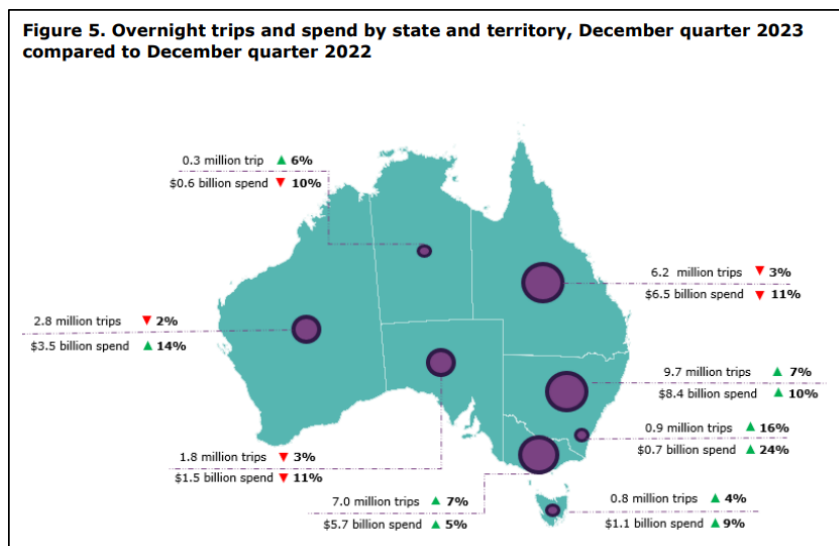 Figure 5. Overnight trips and spend by state and territory, December quarter 2023
compared to December quarter 2022
0.3 million trip ▲ 6%
$0.6 billion spend ▼ 10%
6.2 million trips ▼ 3%
$6.5 billion spend ▼ 11%
2.8 million trips ▼ 2%
$3.5 billion spend ▲ 14%
9.7 million trips ▲ 7%
$8.4 billion spend ▲ 10%
0.9 million trips ▲ 16%
$0.7 billion spend ▲ 24%
1.8 million trips ▼ 3%
$1.5 billion spend ▼ 11%
7.0 million trips ▲ 7%
$5.7 billion spend ▲ 5%
0.8 million trips ▲ 4%
$1.1 billion spend ▲ 9%